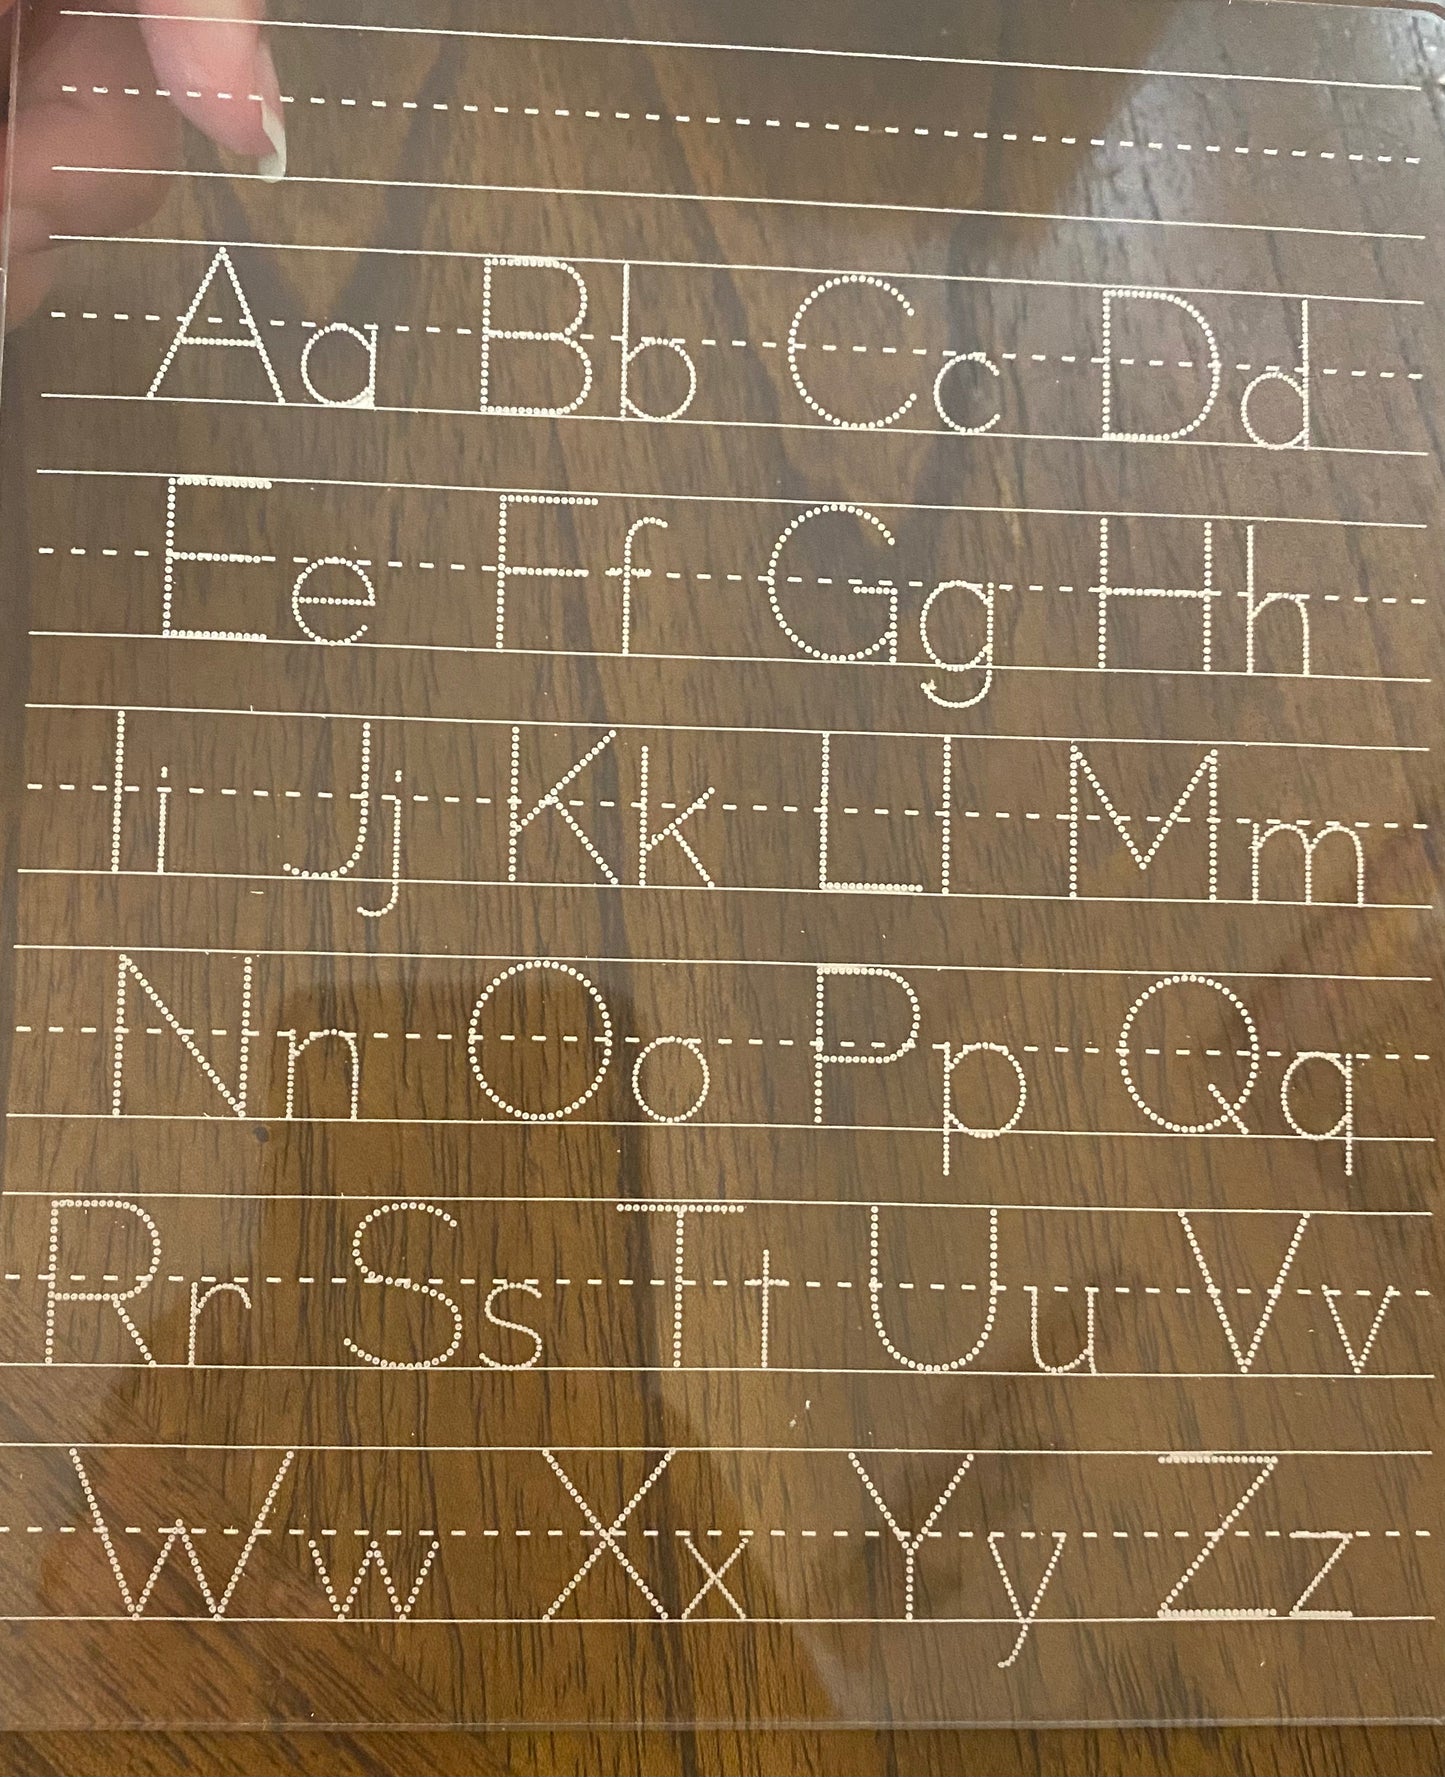 Aa Bb Cc Dd
Ee Ff Gg Hh
Ii Jj Kk Ll Mm
Nn Oo Pp Qq
Rr Ss Tt Uu Vv
Ww Xx Yy Zz